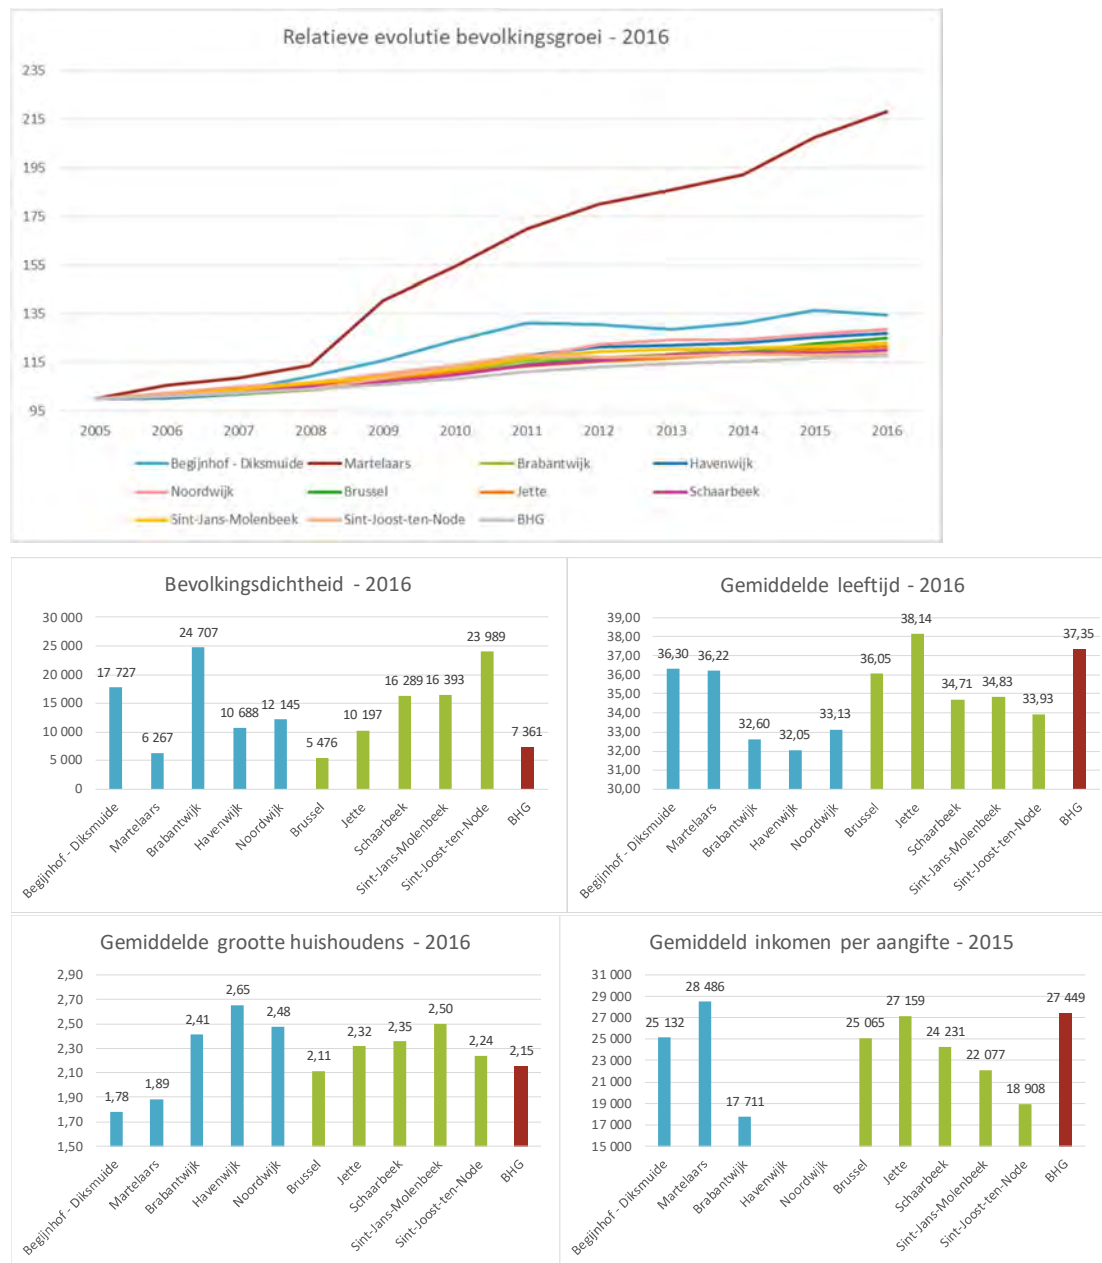 Relatieve evolutie bevolkingsgroei - 2016
235
215
195
175
155
135
115
95
2005 2006 2007 2008 2009 2010 2011 2012 2013 2014 2015 2016
Begijnhof - Diksmuide Martelaars Brabantwijk Havenwijk
Noordwijk Brussel Jette Schaarbeek
Sint-Jans-Molenbeek Sint-Joost-ten-Node BHG
Bevolkingsdichtheid - 2016
30 000
25 000
20 000
15 000
10 000
5 000
0
17 727
6 267
24 707
10 688
12 145
5 476
10 197
16 289
16 393
23 989
7 361
Begijnhof - Diksmuide
Martelaars
Brabantwijk
Havenwijk
Noordwijk
Brussel
Jette
Schaarbeek
Sint-Jans-Molenbeek
Sint-Joost-ten-Node
BHG
Gemiddelde leeftijd - 2016
39,00
38,00
37,00
36,00
35,00
34,00
33,00
32,00
31,00
30,00
36,30
36,22
32,60
32,05
33,13
36,05
38,14
34,71
34,83
33,93
37,35
Begijnhof - Diksmuide
Martelaars
Brabantwijk
Havenwijk
Noordwijk
Brussel
Jette
Schaarbeek
Sint-Jans-Molenbeek
Sint-Joost-ten-Node
BHG
Gemiddelde grootte huishoudens - 2016
2,90
2,70
2,50
2,30
2,10
1,90
1,70
1,50
1,78
1,89
2,41
2,65
2,48
2,11
2,32
2,35
2,50
2,24
2,15
Begijnhof - Diksmuide
Martelaars
Brabantwijk
Havenwijk
Noordwijk
Brussel
Jette
Schaarbeek
Sint-Jans-Molenbeek
Sint-Joost-ten-Node
BHG
Gemiddeld inkomen per aangifte - 2015
31 000
29 000
27 000
25 000
23 000
21 000
19 000
17 000
15 000
25 132
28 486
17 711
25 065
27 159
24 231
22 077
18 908
27 449
Begijnhof - Diksmuide
Martelaars
Brabantwijk
Havenwijk
Noordwijk
Brussel
Jette
Schaarbeek
Sint-Jans-Molenbeek
Sint-Joost-ten-Node
BHG